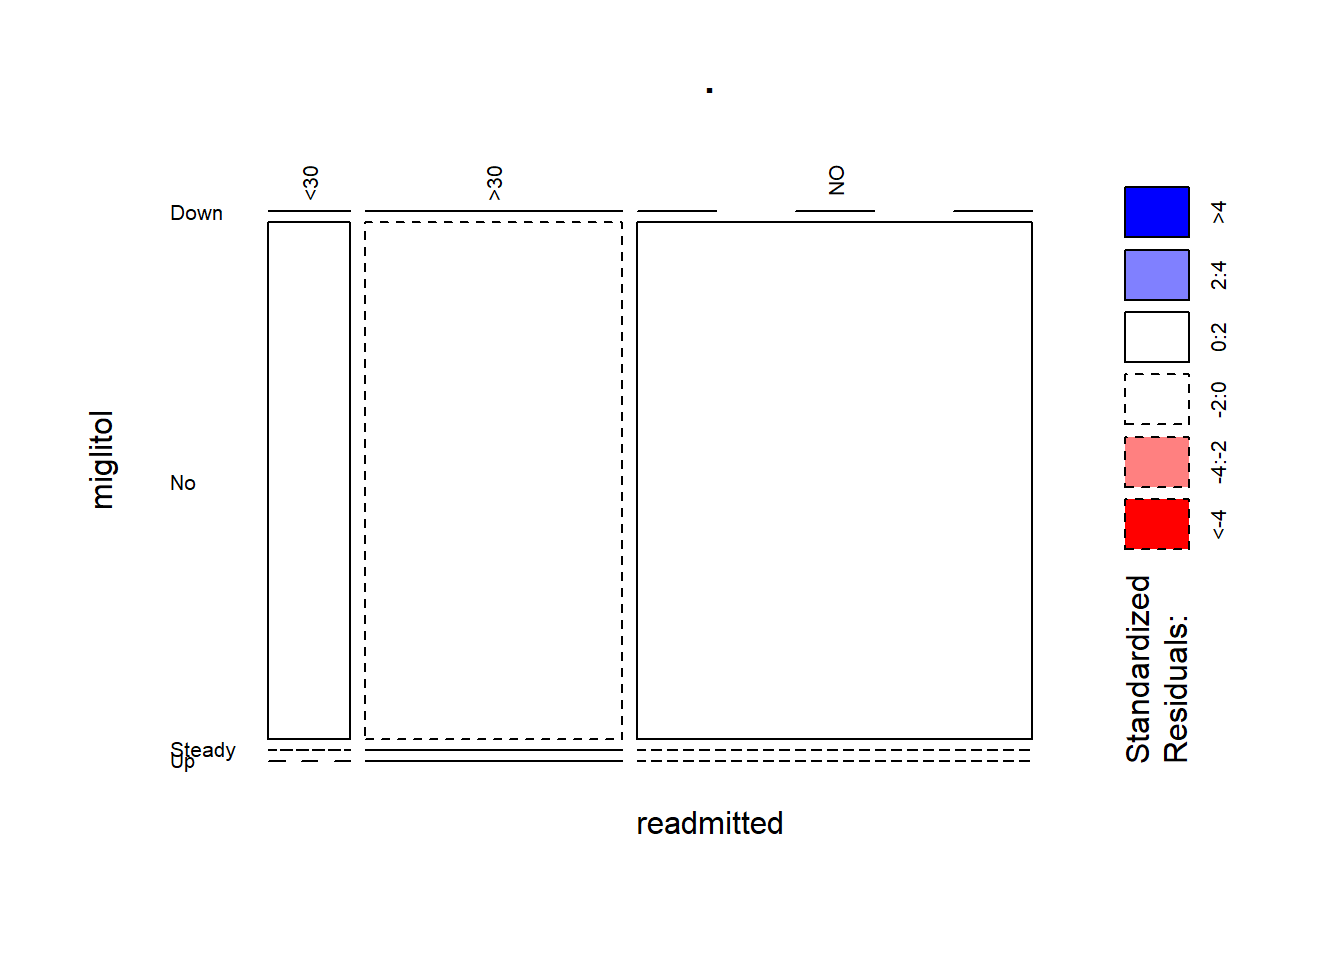 .
<30
>30
NO
Down
No
Steady
Up
miglitol
readmitted
>4
2:4
0:2
-2:0
-4:-2
<-4
Standardized
Residuals: